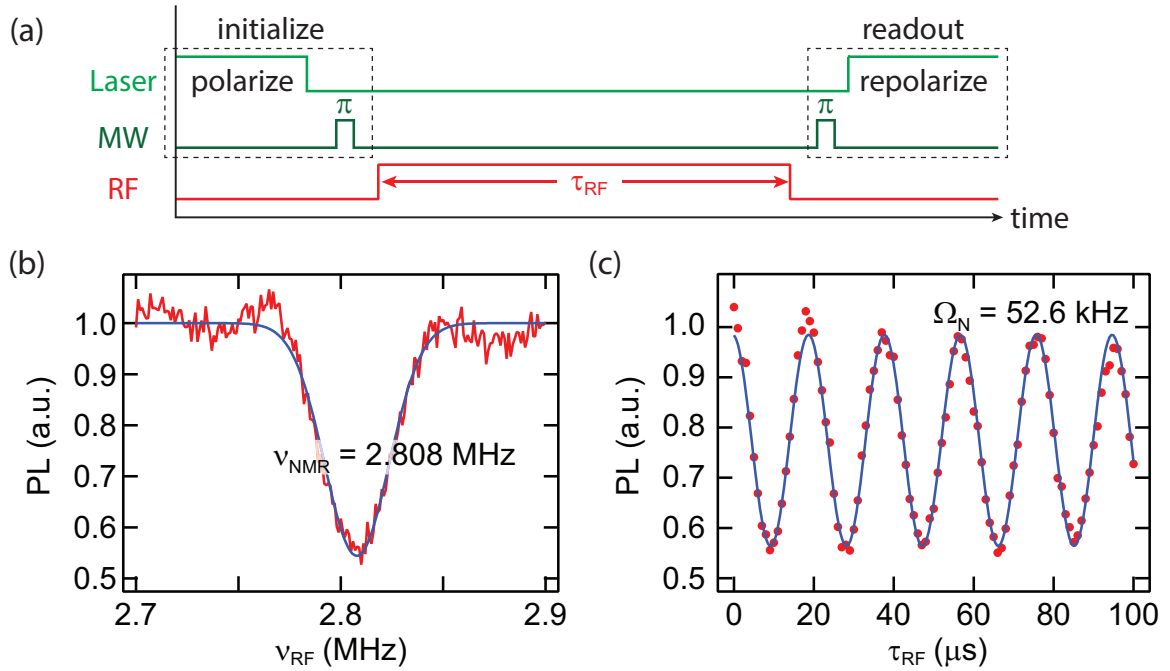 (a)
initialize
readout
Laser
polarize
repolarize
π
π
MW
RF
τRF
time
(b)
1.0
0.9
0.8
0.7
0.6
0.5
PL (a.u.)
νNMR = 2.808 MHz
2.7
2.8
2.9
νRF (MHz)
(c)
ΩN = 52.6 kHz
1.0
0.9
0.8
0.7
0.6
0.5
PL (a.u.)
0
20
40
60
80
100
τRF (μs)